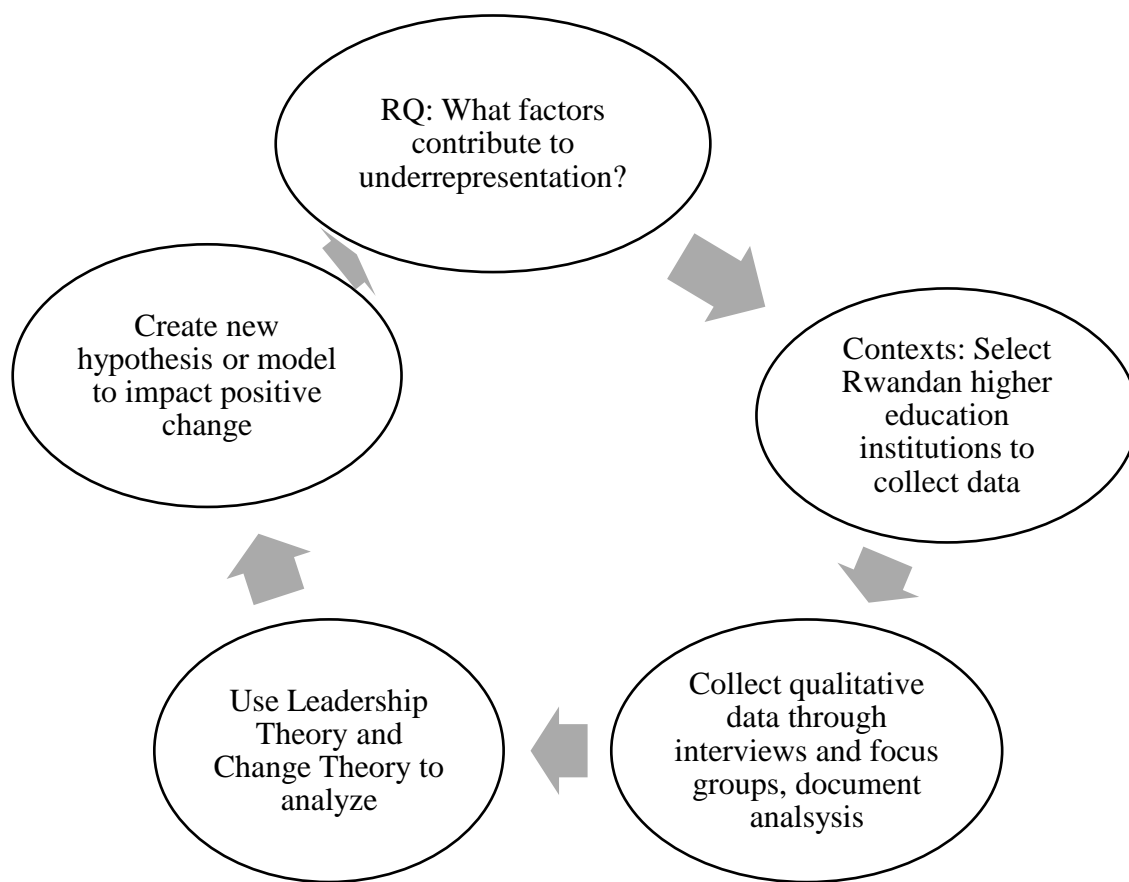 RQ: What factors
contribute to
underrepresentation?
Contexts: Select
Rwandan higher
education
institutions to
collect data
Collect qualitative
data through
interviews and focus
groups, document
analsysis
Use Leadership
Theory and
Change Theory to
analyze
Create new
hypothesis or model
to impact positive
change